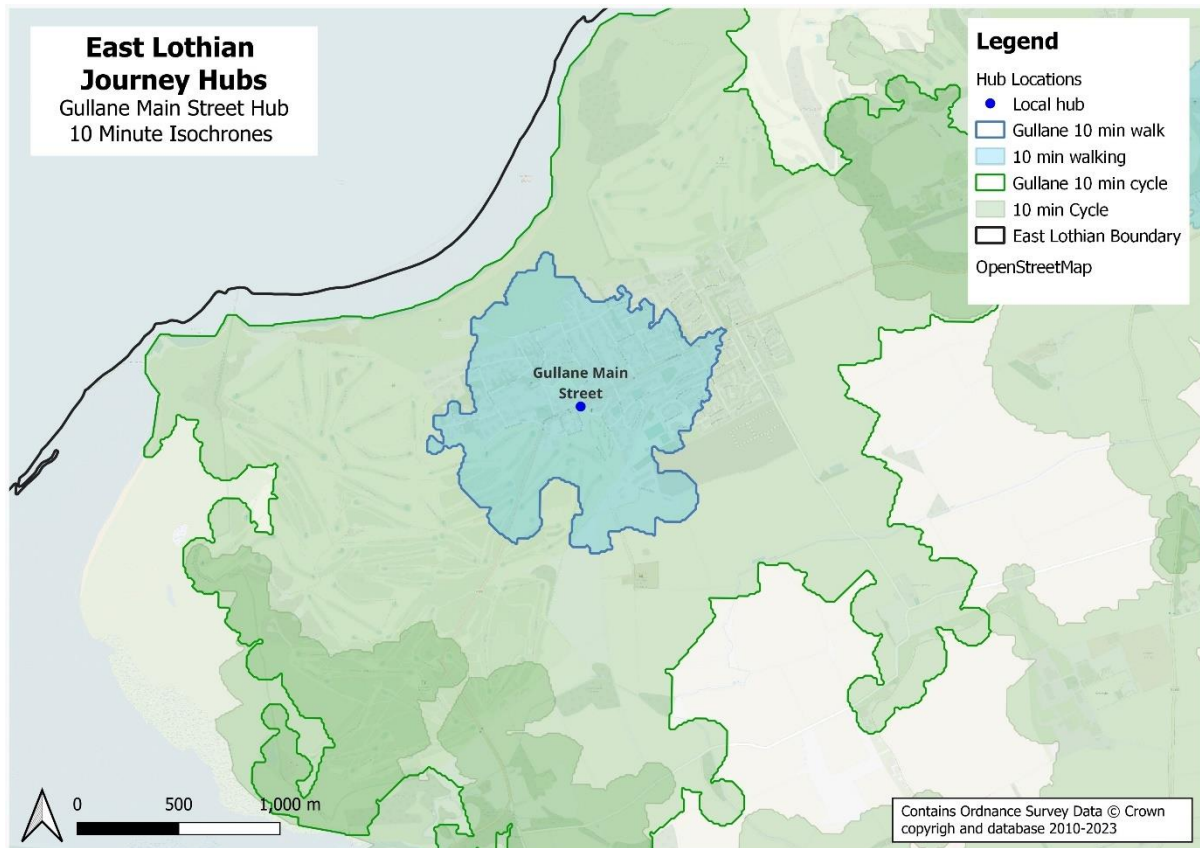 East Lothian
Journey Hubs
Gullane Main Street Hub
10 Minute Isochrones
Legend
Hub Locations
Local hub
Gullane 10 min walk
10 min walking
Gullane 10 min cycle
10 min Cycle
East Lothian Boundary
OpenStreetMap
Gullane Main
Street
0 500 1,000 m
Contains Ordnance Survey Data © Crown
copyrigh and database 2010-2023